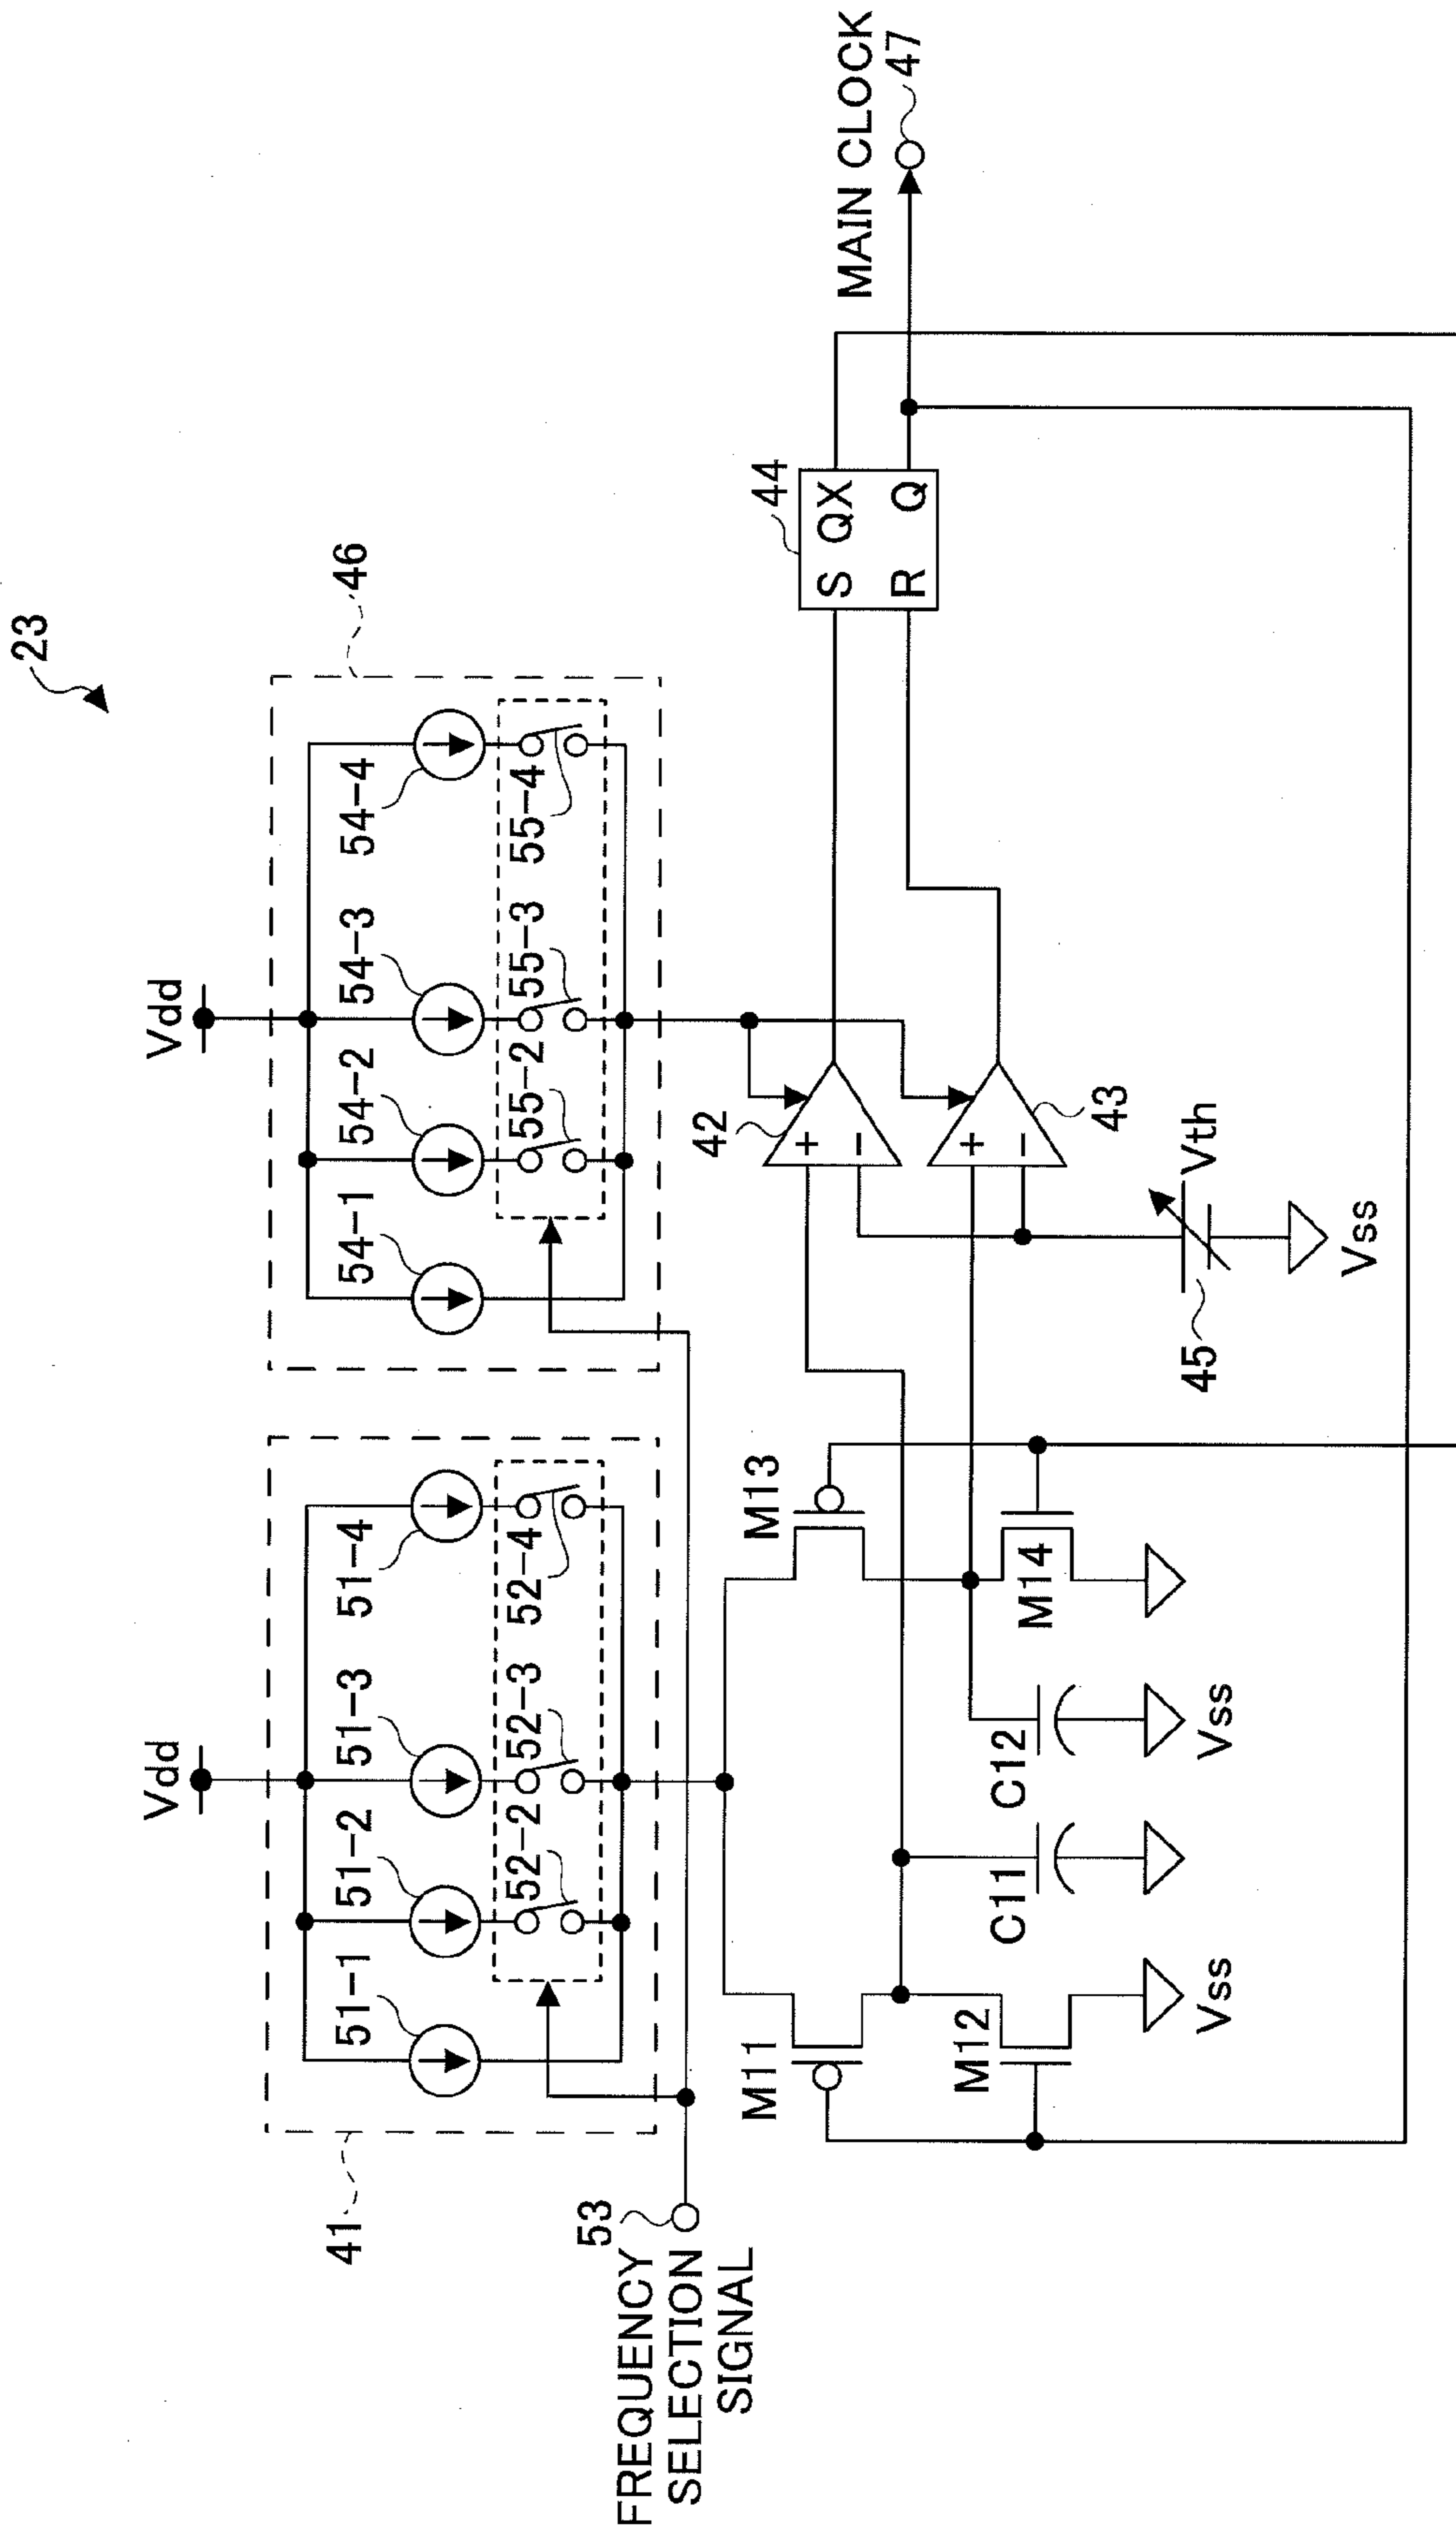 23
Vdd
Vdd
41
51-1
51-2
51-3
51-4
52-2
52-3
52-4
46
54-1
54-2
54-3
54-4
55-2
55-3
55-4
53
FREQUENCY
SELECTION
SIGNAL
M11
M12
Vss
C11
C12
Vss
M13
M14
42
+
−
43
+
−
45
Vth
Vss
44
S QX
R Q
MAIN CLOCK
47